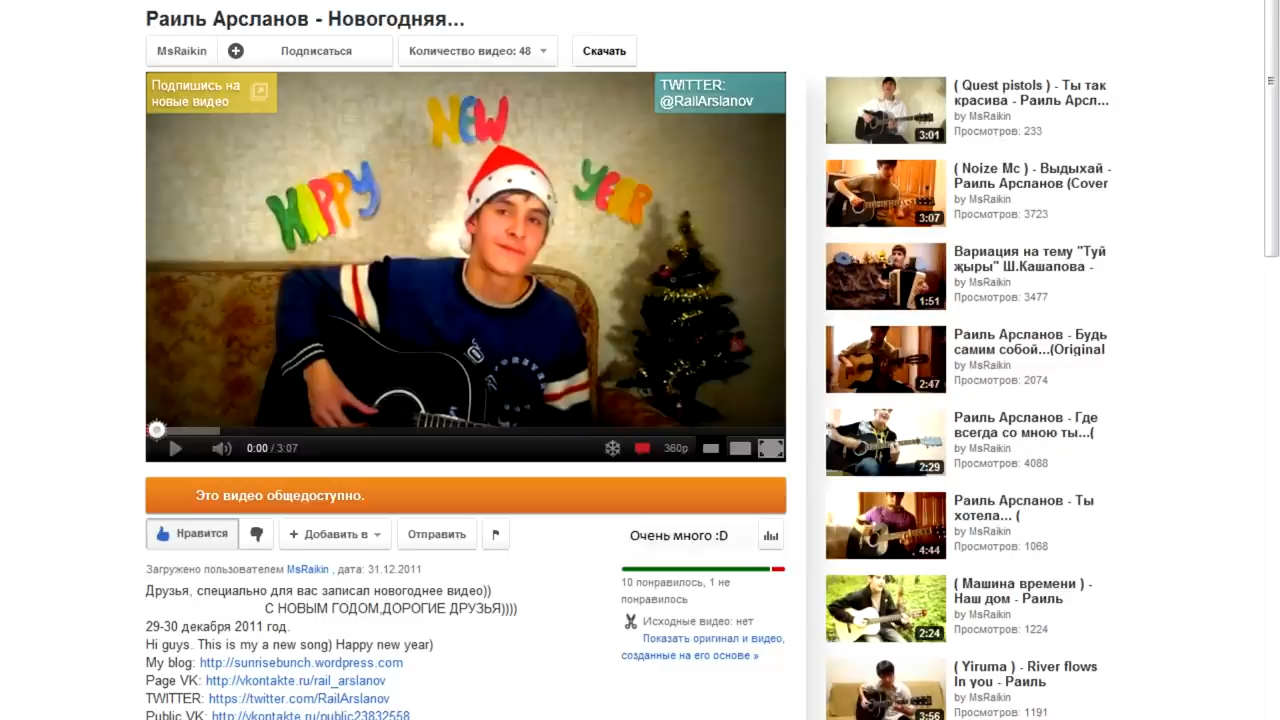 Раиль Арсланов - Новогодняя...
MsRaikin
Подписаться
Количество видео: 48
Скачать
Подпишись на
новые видео
TWITTER:
@RailArslanov
HAPPY
NEW
YEAR
0:00 / 3:07
360p
Это видео общедоступно.
Нравится
Добавить в
Отправить
Очень много :D
Загружено пользователем MsRaikin , дата: 31.12.2011
Друзья, специально для вас записал новогоднее видео))
С НОВЫМ ГОДОМ,ДОРОГИЕ ДРУЗЬЯ))))
29-30 декабря 2011 год.
Hi guys. This is my a new song) Happy new year)
My blog: http://sunrisebunch.wordpress.com
Page VK: http://vkontakte.ru/rail_arslanov
TWITTER: https://twitter.com/RailArslanov
Public VK: http://vkontakte.ru/public23832558
10 понравилось, 1 не
понравилось
Исходные видео: нет
Показать оригинал и видео,
созданные на его основе »
( Quest pistols ) - Ты так
красива - Раиль Арсл...
by MsRaikin
Просмотров: 233
3:01
( Noize Mc ) - Выдыхай -
Раиль Арсланов (Cover
by MsRaikin
Просмотров: 3723
3:07
Вариация на тему "Туй
җыры" Ш.Кашапова -
by MsRaikin
Просмотров: 3477
1:51
Раиль Арсланов - Будь
самим собой...(Original
by MsRaikin
Просмотров: 2074
2:47
Раиль Арсланов - Где
всегда со мною ты...(
by MsRaikin
Просмотров: 4088
2:29
Раиль Арсланов - Ты
хотела... (
by MsRaikin
Просмотров: 1068
4:44
( Машина времени ) -
Наш дом - Раиль
by MsRaikin
Просмотров: 1224
2:24
( Yiruma ) - River flows
In you - Раиль
by MsRaikin
Просмотров: 1191
3:56